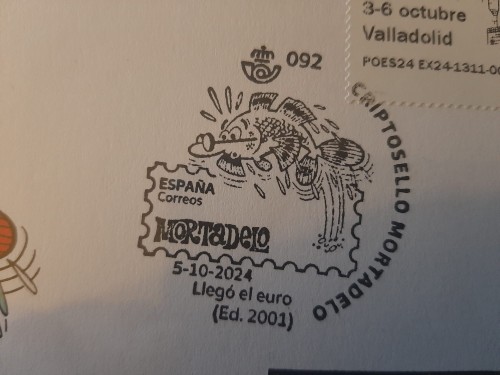 3-6 octubre
Valladolid
POES24 EX24-1311-00
092
CRIPTOSELLO MORTADELO
ESPAÑA
Correos
MORTADELO
5-10-2024
Llegó el euro
(Ed. 2001)